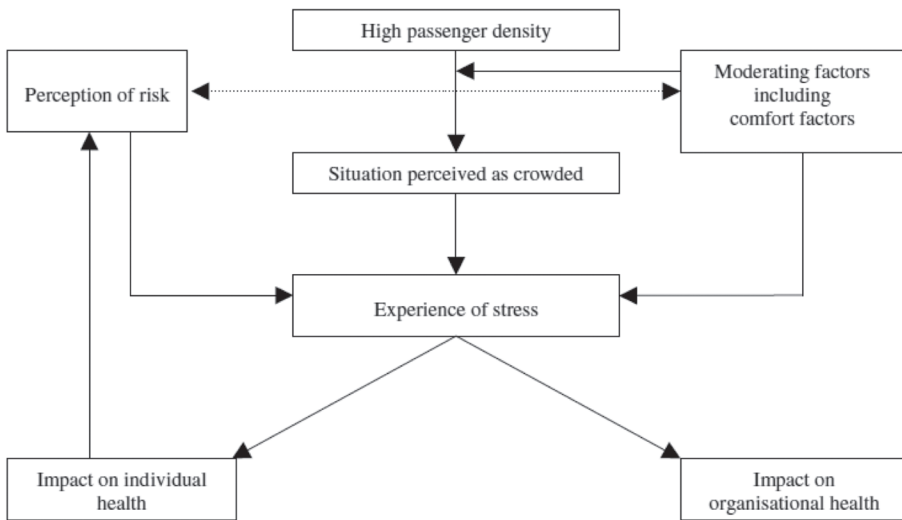 High passenger density
Perception of risk
Moderating factors
including
comfort factors
Situation perceived as crowded
Experience of stress
Impact on individual
health
Impact on
organisational health